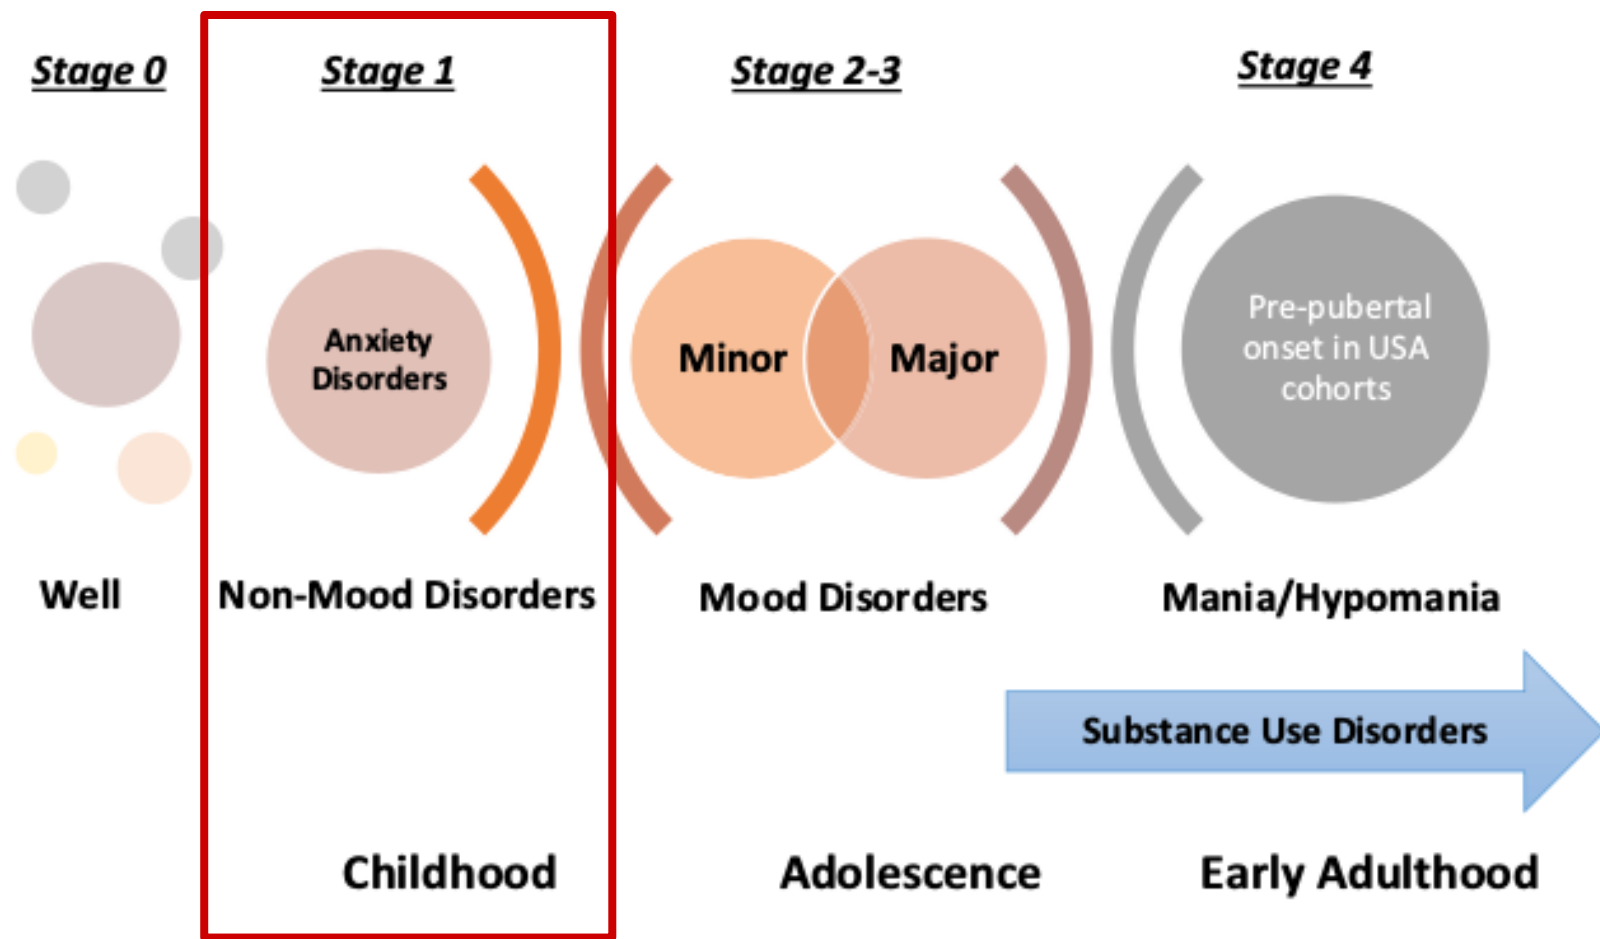 Stage 0
Stage 1
Stage 2-3
Stage 4
Anxiety
Disorders
Minor
Major
Pre-pubertal
onset in USA
cohorts
Well
Non-Mood Disorders
Mood Disorders
Mania/Hypomania
Substance Use Disorders
Childhood
Adolescence
Early Adulthood